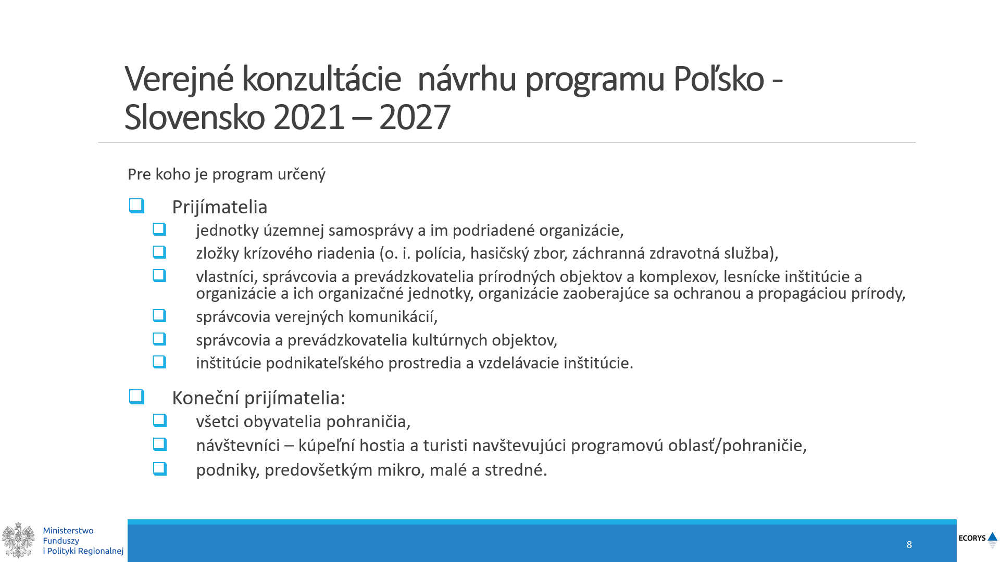 Verejné konzultácie  návrhu programu Poľsko -
Slovensko 2021 – 2027
Pre koho je program určený
❑ Prijímatelia
❑ jednotky územnej samosprávy a im podriadené organizácie,
❑ zložky krízového riadenia (o. i. polícia, hasičský zbor, záchranná zdravotná služba),
❑ vlastníci, správcovia a prevádzkovatelia prírodných objektov a komplexov, lesnícke inštitúcie a
organizácie a ich organizačné jednotky, organizácie zaoberajúce sa ochranou a propagáciou prírody,
❑ správcovia verejných komunikácií,
❑ správcovia a prevádzkovatelia kultúrnych objektov,
❑ inštitúcie podnikateľského prostredia a vzdelávacie inštitúcie.
❑ Koneční prijímatelia:
❑ všetci obyvatelia pohraničia,
❑ návštevníci – kúpeľní hostia a turisti navštevujúci programovú oblasť/pohraničie,
❑ podniky, predovšetkým mikro, malé a stredné.
Ministerstwo
Funduszy
i Polityki Regionalnej
8
ECORYS